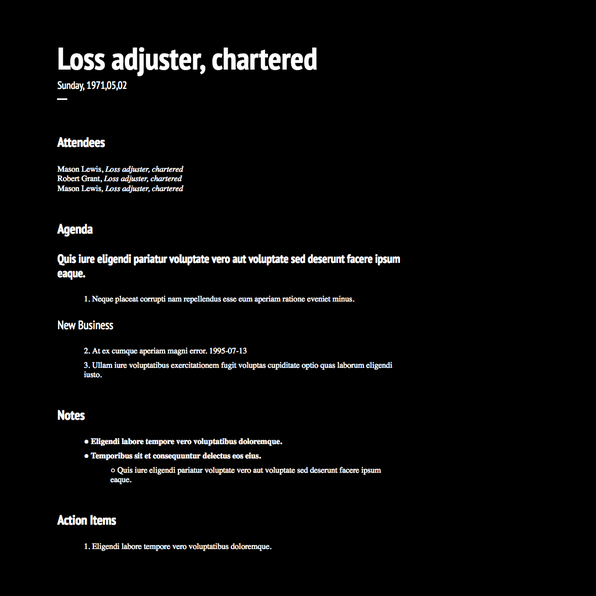 Loss adjuster, chartered
Sunday, 1971,05,02
Attendees
Mason Lewis, Loss adjuster, chartered
Robert Grant, Loss adjuster, chartered
Mason Lewis, Loss adjuster, chartered
Agenda
Quis iure eligendi pariatur voluptate vero aut voluptate sed deserunt facere ipsum
eaque.
1. Neque placeat corrupti nam repellendus esse eum aperiam ratione eveniet minus.
New Business
2. At ex cumque aperiam magni error. 1995-07-13
3. Ullam iure voluptatibus exercitationem fugit voluptas cupiditate optio quas laborum eligendi
iusto.
Notes
● Eligendi labore tempore vero voluptatibus doloremque.
● Temporibus sit et consequuntur delectus eos eius.
○ Quis iure eligendi pariatur voluptate vero aut voluptate sed deserunt facere ipsum
eaque.
Action Items
1. Eligendi labore tempore vero voluptatibus doloremque.